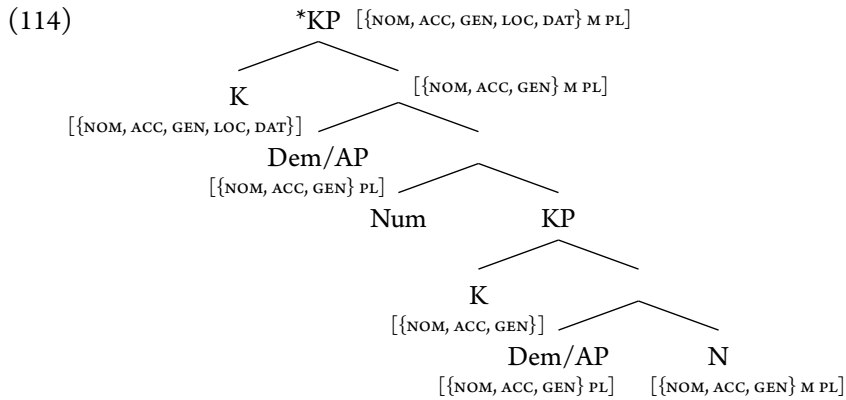 (114)
*KP [{NOM, ACC, GEN, LOC, DAT} M PL]
K
[{NOM, ACC, GEN} M PL]
[{NOM, ACC, GEN, LOC, DAT}]
Dem/AP
[{NOM, ACC, GEN} PL]
Num KP
K
[{NOM, ACC, GEN}]
Dem/AP N
[{NOM, ACC, GEN} PL] [{NOM, ACC, GEN} M PL]